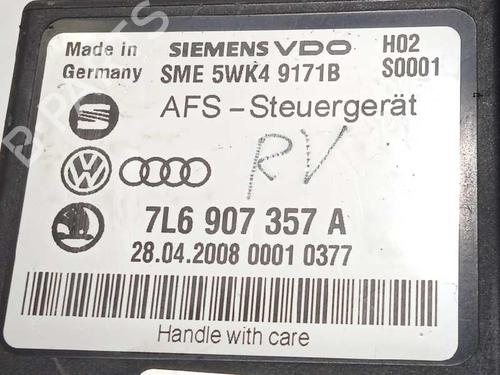 Made in Germany
SIEMENS VDO
SME 5WK4 9171B
H02
S0001
AFS-Steuergerät
RV
7L6 907 357 A
28.04.2008 0001 0377
Handle with care